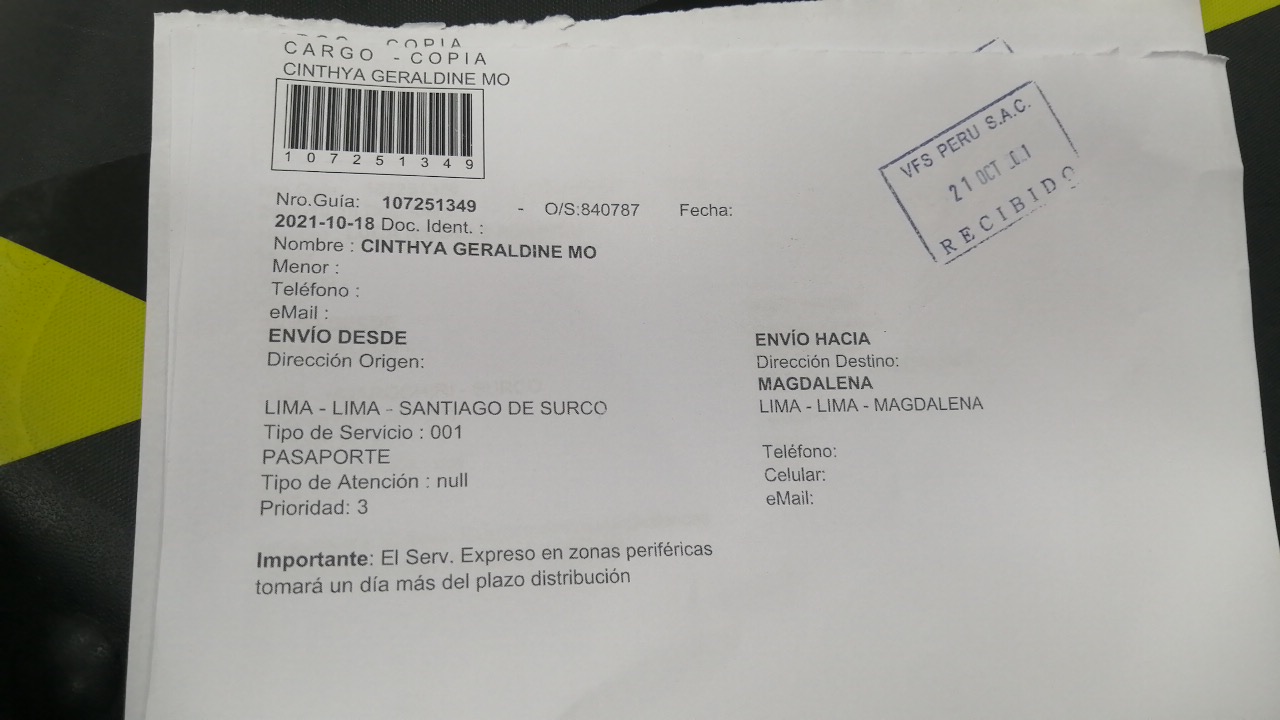 COPIA
CARGO - COPIA
CINTHYA GERALDINE MO
107251349
VFS PERU S.A.C.
21 OCT
RECIBIDO
Nro.Guía: 107251349 - O/S:840787 Fecha:
2021-10-18 Doc. Ident. :
Nombre : CINTHYA GERALDINE MO
Menor :
Teléfono :
eMail :
ENVÍO DESDE
Dirección Origen:
LIMA - LIMA - SANTIAGO DE SURCO
Tipo de Servicio : 001
PASAPORTE
Tipo de Atención : null
Prioridad: 3
ENVÍO HACIA
Dirección Destino:
MAGDALENA
LIMA - LIMA - MAGDALENA
Teléfono:
Celular:
eMail:
Importante: El Serv. Expreso en zonas periféricas
tomará un día más del plazo distribución